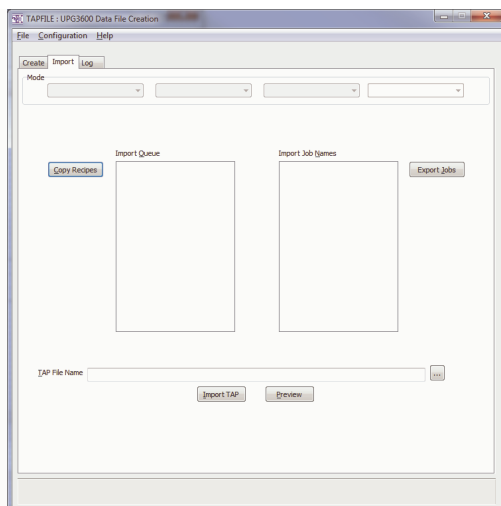 TAPFILE : UPG3600 Data File Creation
File Configuration Help
Create Import Log
Mode
Import Queue Import Job Names
Copy Recipes Export Jobs
TAP File Name ...
Import TAP Preview